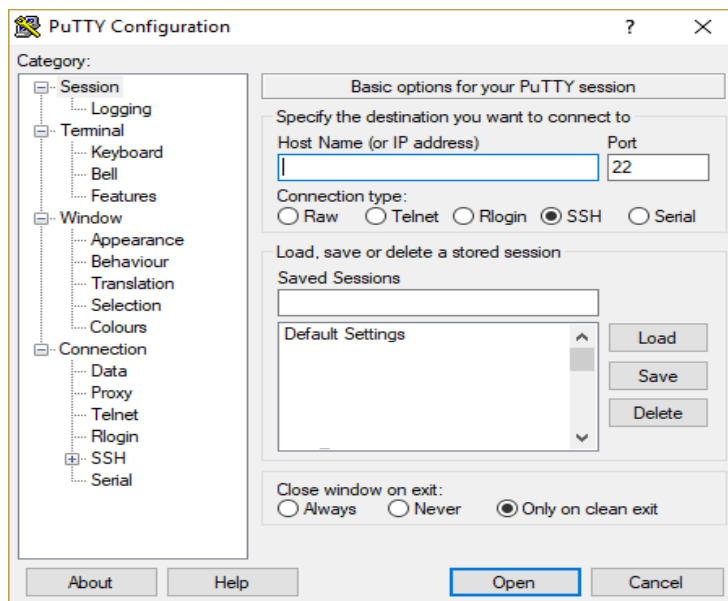 PuTTY Configuration
?
Category:
Session
Logging
Terminal
Keyboard
Bell
Features
Window
Appearance
Behaviour
Translation
Selection
Colours
Connection
Data
Proxy
Telnet
Rlogin
SSH
Serial
Basic options for your PuTTY session
Specify the destination you want to connect to
Host Name (or IP address) Port
22
Connection type:
Raw Telnet Rlogin SSH Serial
Load, save or delete a stored session
Saved Sessions
Default Settings
Load
Save
Delete
Close window on exit:
Always Never Only on clean exit
About Help Open Cancel